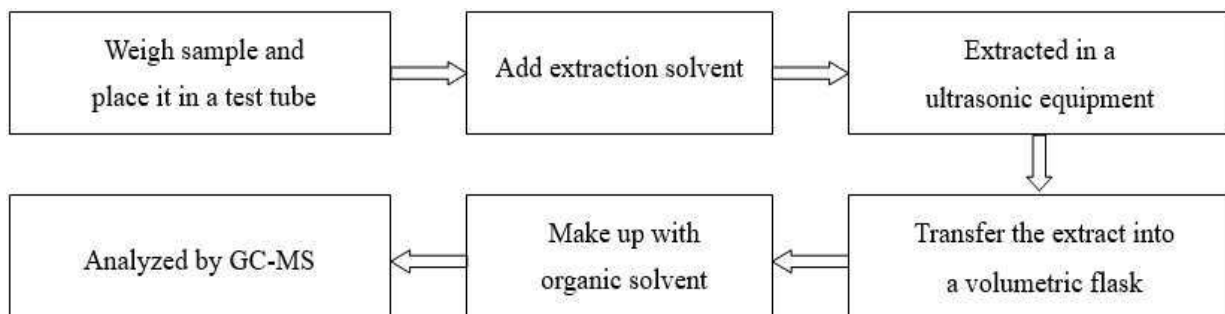 Weigh sample and
place it in a test tube
Add extraction solvent
Extracted in a
ultrasonic equipment
Transfer the extract into
a volumetric flask
Make up with
organic solvent
Analyzed by GC-MS